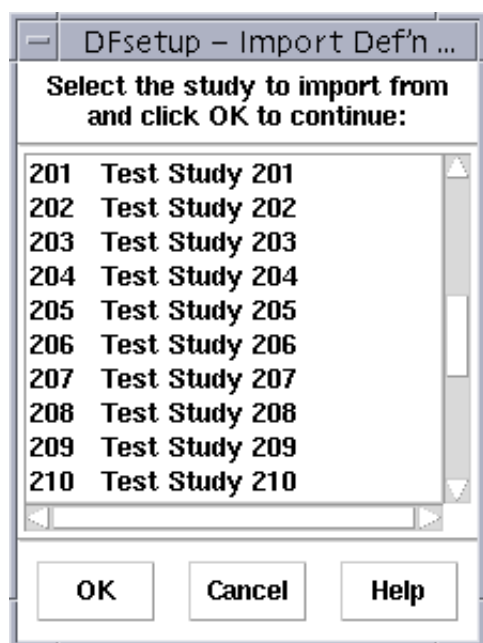 DFsetup - Import Def'n ...
Select the study to import from
and click OK to continue:
201 Test Study 201
202 Test Study 202
203 Test Study 203
204 Test Study 204
205 Test Study 205
206 Test Study 206
207 Test Study 207
208 Test Study 208
209 Test Study 209
210 Test Study 210
OK Cancel Help